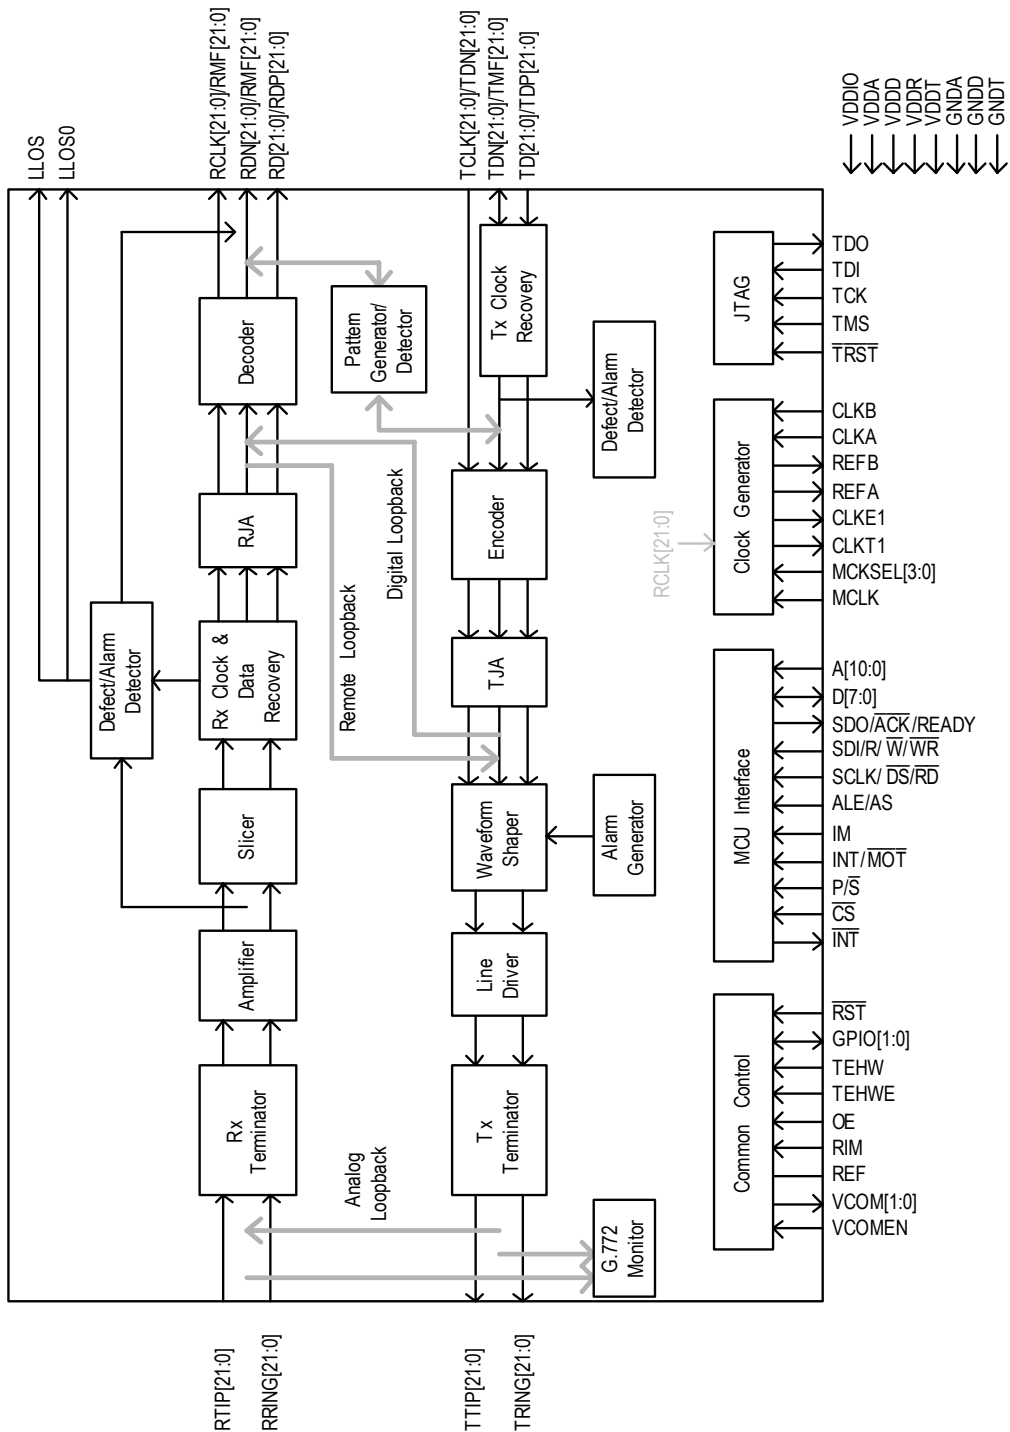 LLOS
LLOS0
RCLK[21:0]/RMF[21:0]
RDN[21:0]/RMF[21:0]
RD[21:0]/RDP[21:0]
TCLK[21:0]/TDN[21:0]
TDN[21:0]/TMF[21:0]
TD[21:0]/TDP[21:0]
VDDIO
VDDA
VDDD
VDDR
VDDT
GNDA
GNDD
GNDT
Decoder
Pattern
Generator/
Detector
Tx Clock
Recovery
Defect/Alarm
Detector
RJA
Digital Loopback
Encoder
Defect/Alarm
Detector
Rx Clock &
Data
Recovery
Remote Loopback
TJA
Slicer
Waveform
Shaper
Alarm
Generator
Amplifier
Line
Driver
Rx
Terminator
Tx
Terminator
Analog
Loopback
G.772
Monitor
RTIP[21:0]
RRING[21:0]
TTIP[21:0]
TRING[21:0]
JTAG
TDO
TDI
TCK
TMS
TRST
RCLK[21:0]
Clock Generator
CLKB
CLKA
REFB
REFA
CLKE1
CLKT1
MCKSEL[3:0]
MCLK
MCU Interface
A[10:0]
D[7:0]
SDO/ACK/READY
SDI/R/ W/WR
SCLK/ DS/RD
ALE/AS
IM
INT/MOT
P/S
CS
INT
Common Control
RST
GPIO[1:0]
TEHW
TEHWE
OE
RIM
REF
VCOM[1:0]
VCOMEN